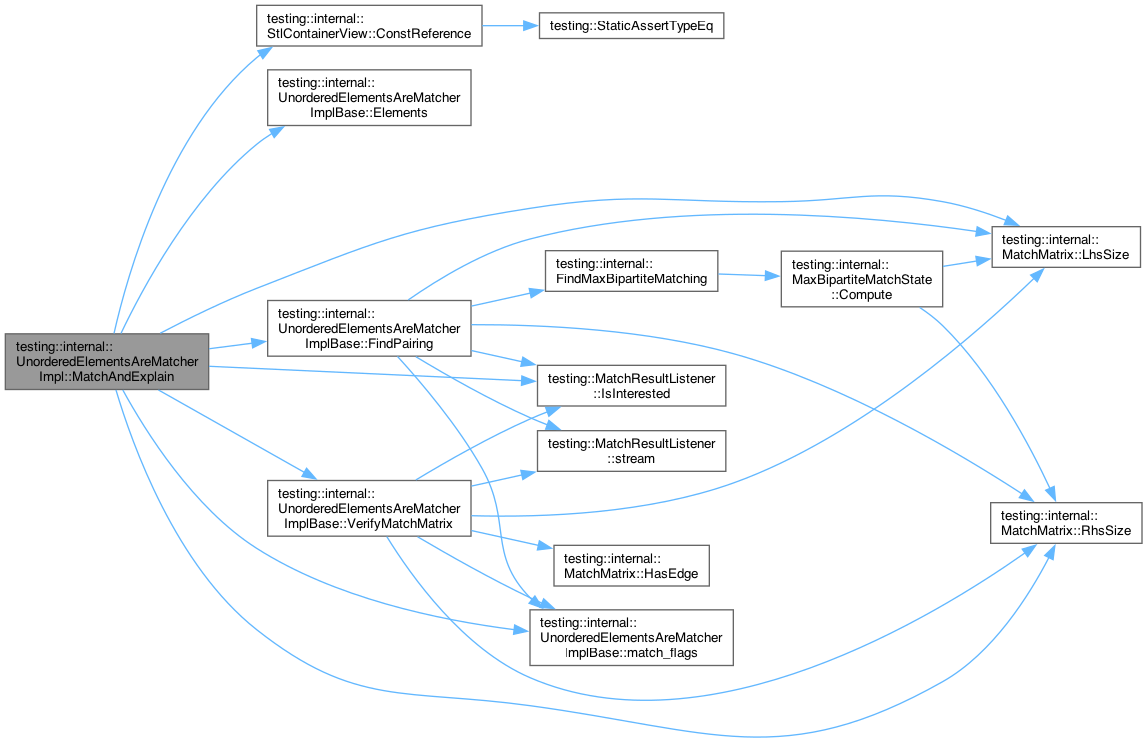 testing::internal::
StlContainerView::ConstReference
testing::StaticAssertTypeEq
testing::internal::
UnorderedElementsAreMatcher
ImplBase::Elements
testing::internal::
MatchMatrix::LhsSize
testing::internal::
FindMaxBipartiteMatching
testing::internal::
MaxBipartiteMatchState
::Compute
testing::internal::
UnorderedElementsAreMatcher
ImplBase::FindPairing
testing::internal::
UnorderedElementsAreMatcher
Impl::MatchAndExplain
testing::MatchResultListener
::IsInterested
testing::MatchResultListener
::stream
testing::internal::
UnorderedElementsAreMatcher
ImplBase::VerifyMatchMatrix
testing::internal::
MatchMatrix::RhsSize
testing::internal::
MatchMatrix::HasEdge
testing::internal::
UnorderedElementsAreMatcher
ImplBase::match_flags